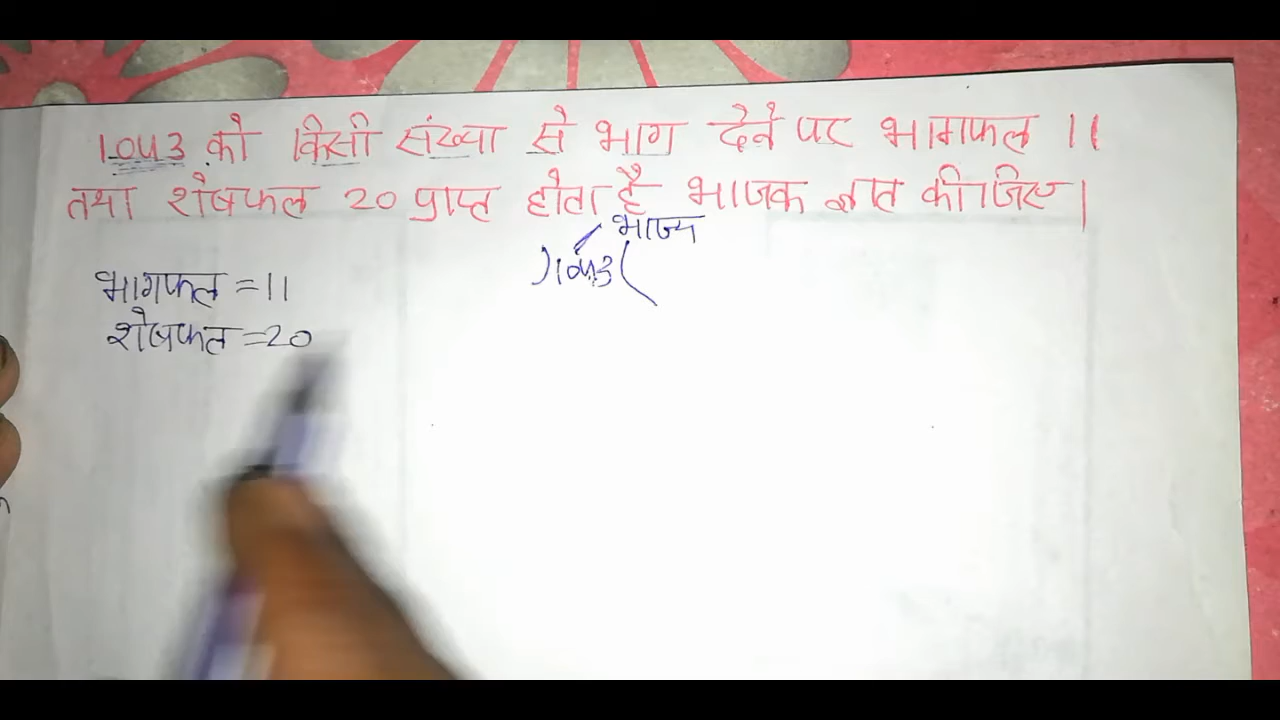 1043 को किसी संख्या से भाग देने पर भागफल 11
तथा शेषफल 20 प्राप्त होता है भाजक ज्ञात कीजिए।
भाज्य
)1043(
भागफल =11
शेषफल =20